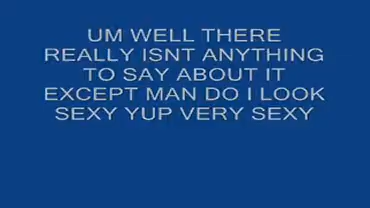 UM WELL THERE
REALLY ISNT ANYTHING
TO SAY ABOUT IT
EXCEPT MAN DO I LOOK
SEXY YUP VERY SEXY